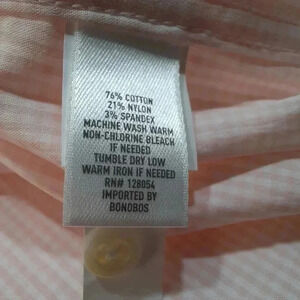 76% COTTON
21% NYLON
3% SPANDEX
MACHINE WASH WARM
NON-CHLORINE BLEACH
IF NEEDED
TUMBLE DRY LOW
WARM IRON IF NEEDED
RN# 128054
IMPORTED BY
BONOBOS